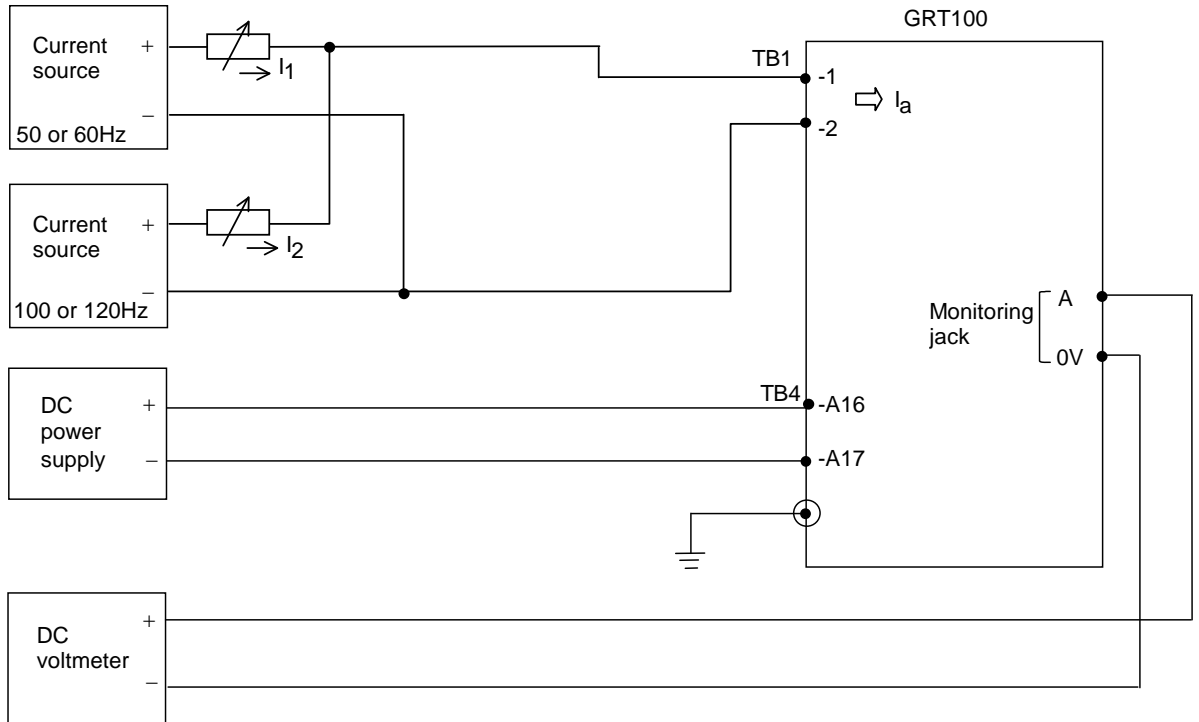 GRT100
Current
source
+
−
50 or 60Hz
I1
TB1
-1
-2
Ia
Current
source
+
−
100 or 120Hz
I2
Monitoring
jack
A
0V
DC
power
supply
+
−
TB4
-A16
-A17
DC
voltmeter
+
−